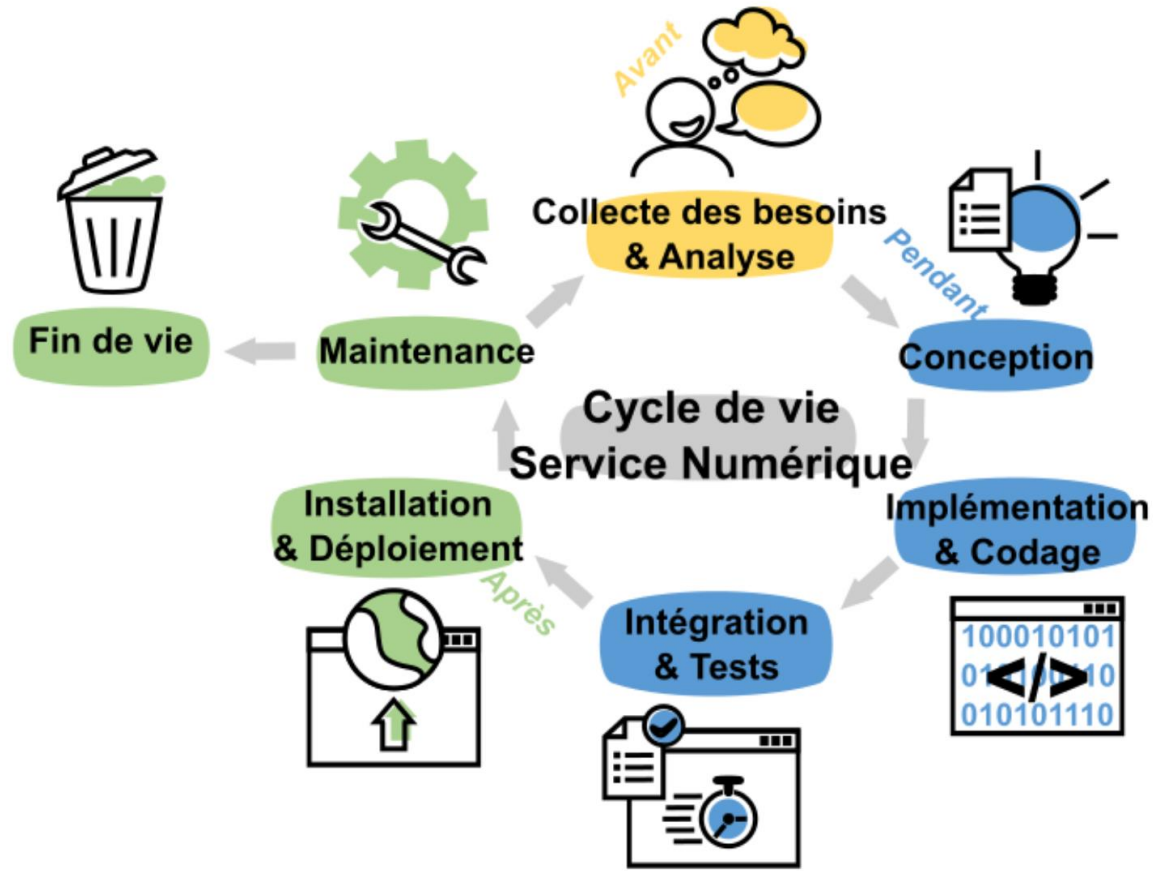 Avant
Collecte des besoins
& Analyse
Pendant
Conception
Fin de vie
Maintenance
Cycle de vie
Service Numérique
Installation
& Déploiement
Implémentation
& Codage
Après
Intégration
& Tests
100010101
</>
010101110